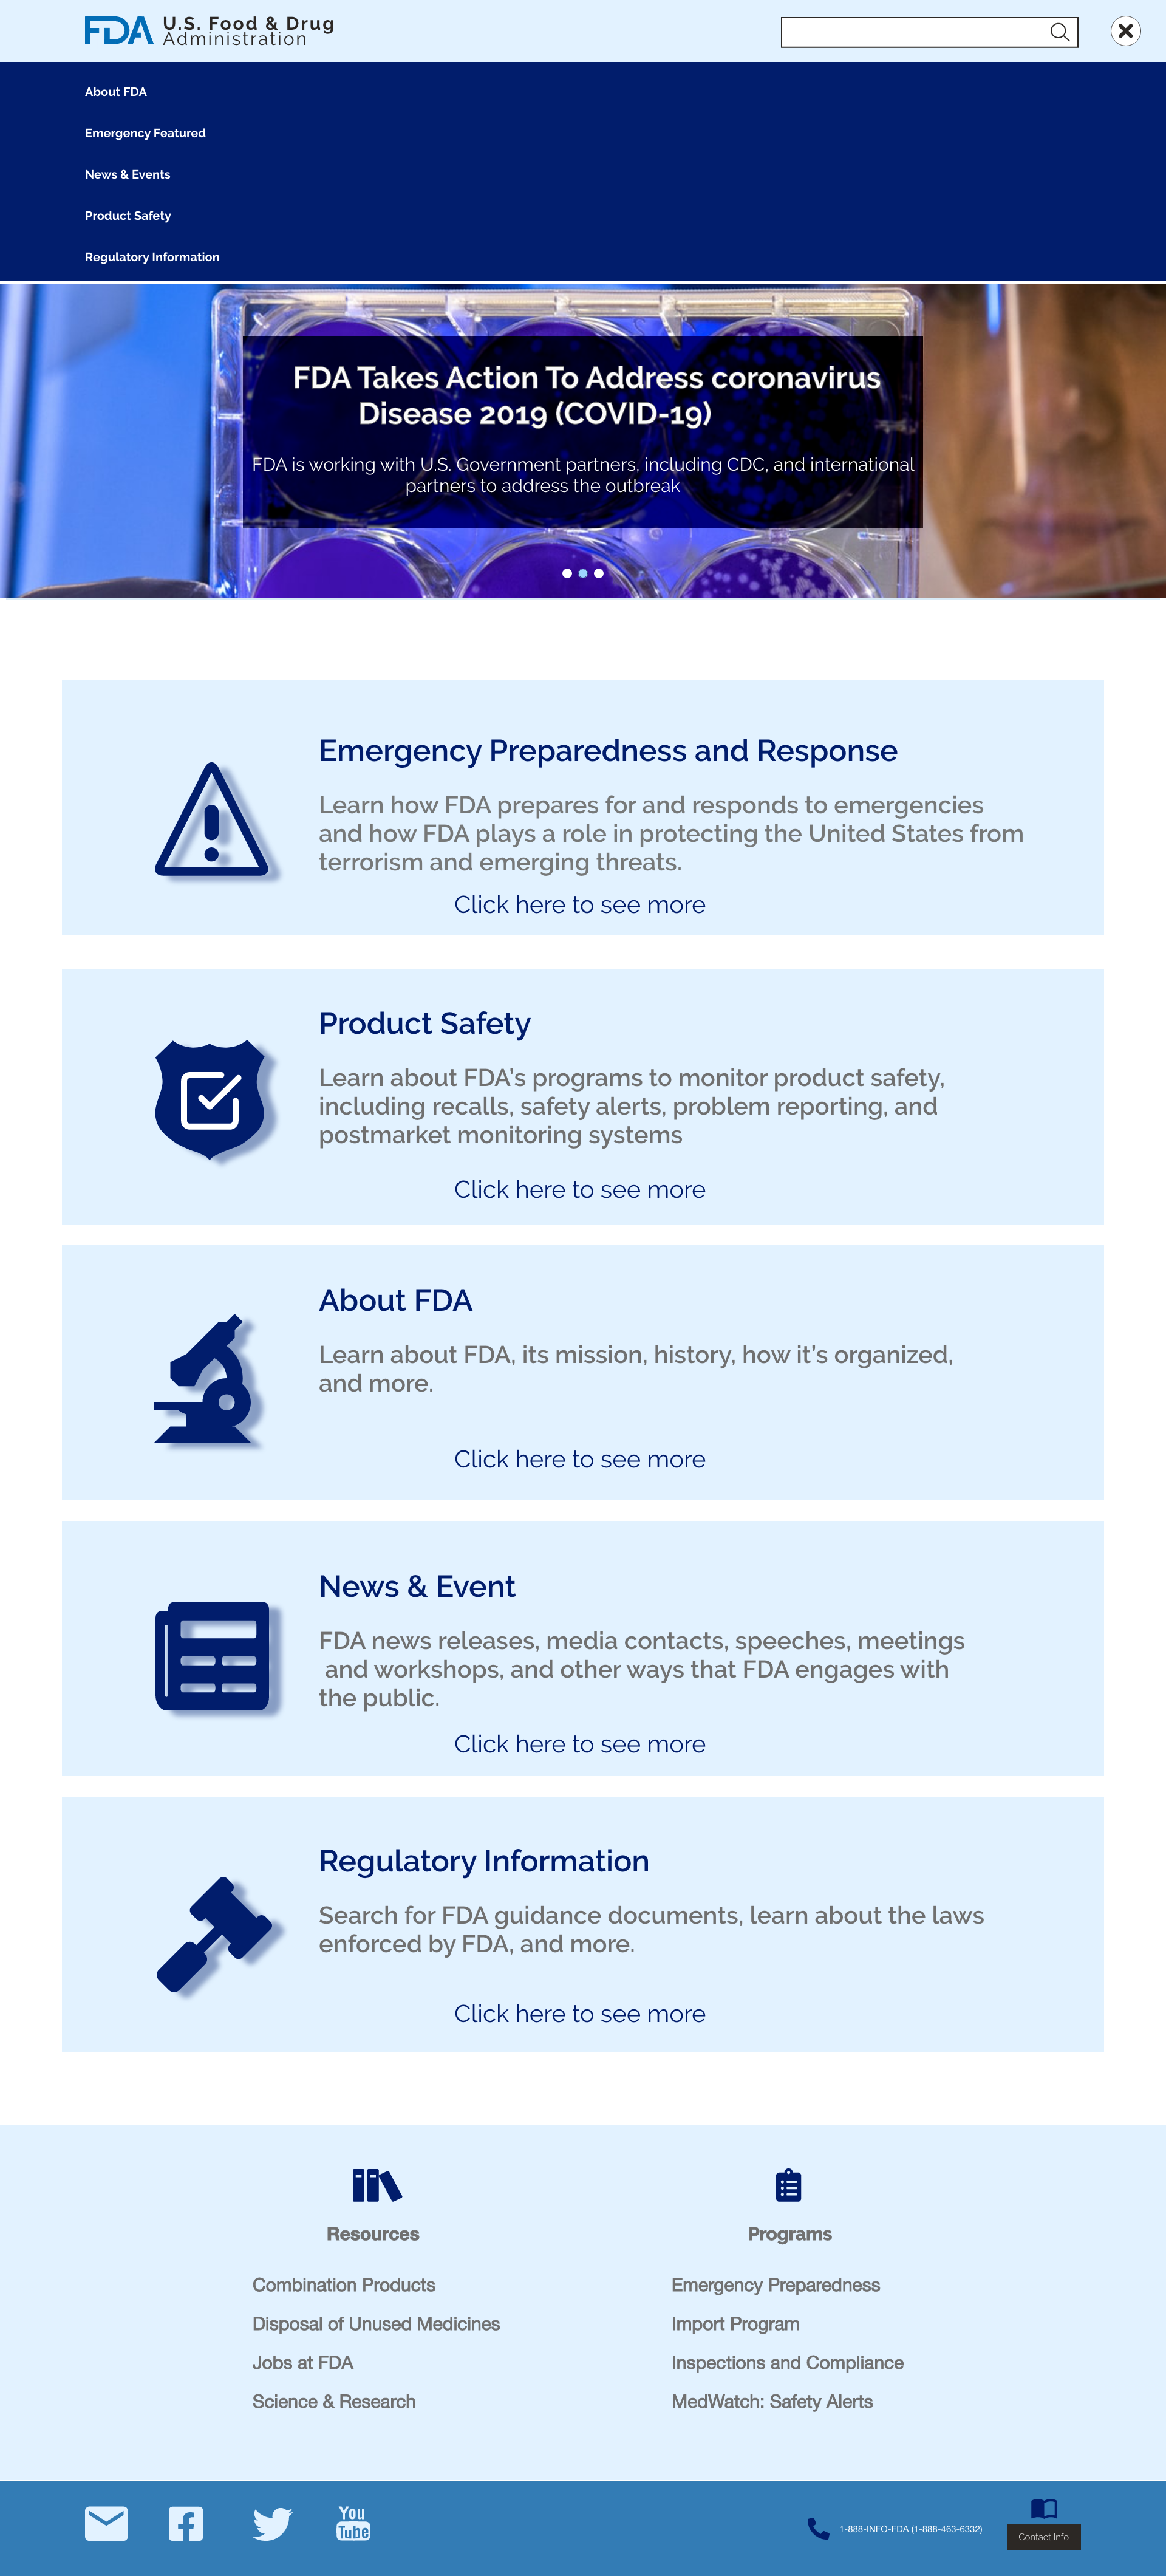 FDA U.S. Food & Drug
Administration
About FDA
Emergency Featured
News & Events
Product Safety
Regulatory Information
FDA Takes Action To Address coronavirus
Disease 2019 (COVID-19)
FDA is working with U.S. Government partners, including CDC, and international
partners to address the outbreak
Emergency Preparedness and Response
Learn how FDA prepares for and responds to emergencies
and how FDA plays a role in protecting the United States from
terrorism and emerging threats.
Click here to see more
Product Safety
Learn about FDA’s programs to monitor product safety,
including recalls, safety alerts, problem reporting, and
postmarket monitoring systems
Click here to see more
About FDA
Learn about FDA, its mission, history, how it’s organized,
and more.
Click here to see more
News & Event
FDA news releases, media contacts, speeches, meetings
and workshops, and other ways that FDA engages with
the public.
Click here to see more
Regulatory Information
Search for FDA guidance documents, learn about the laws
enforced by FDA, and more.
Click here to see more
Resources
Combination Products
Disposal of Unused Medicines
Jobs at FDA
Science & Research
Programs
Emergency Preparedness
Import Program
Inspections and Compliance
MedWatch: Safety Alerts
You
Tube
1-888-INFO-FDA (1-888-463-6332)
Contact Info